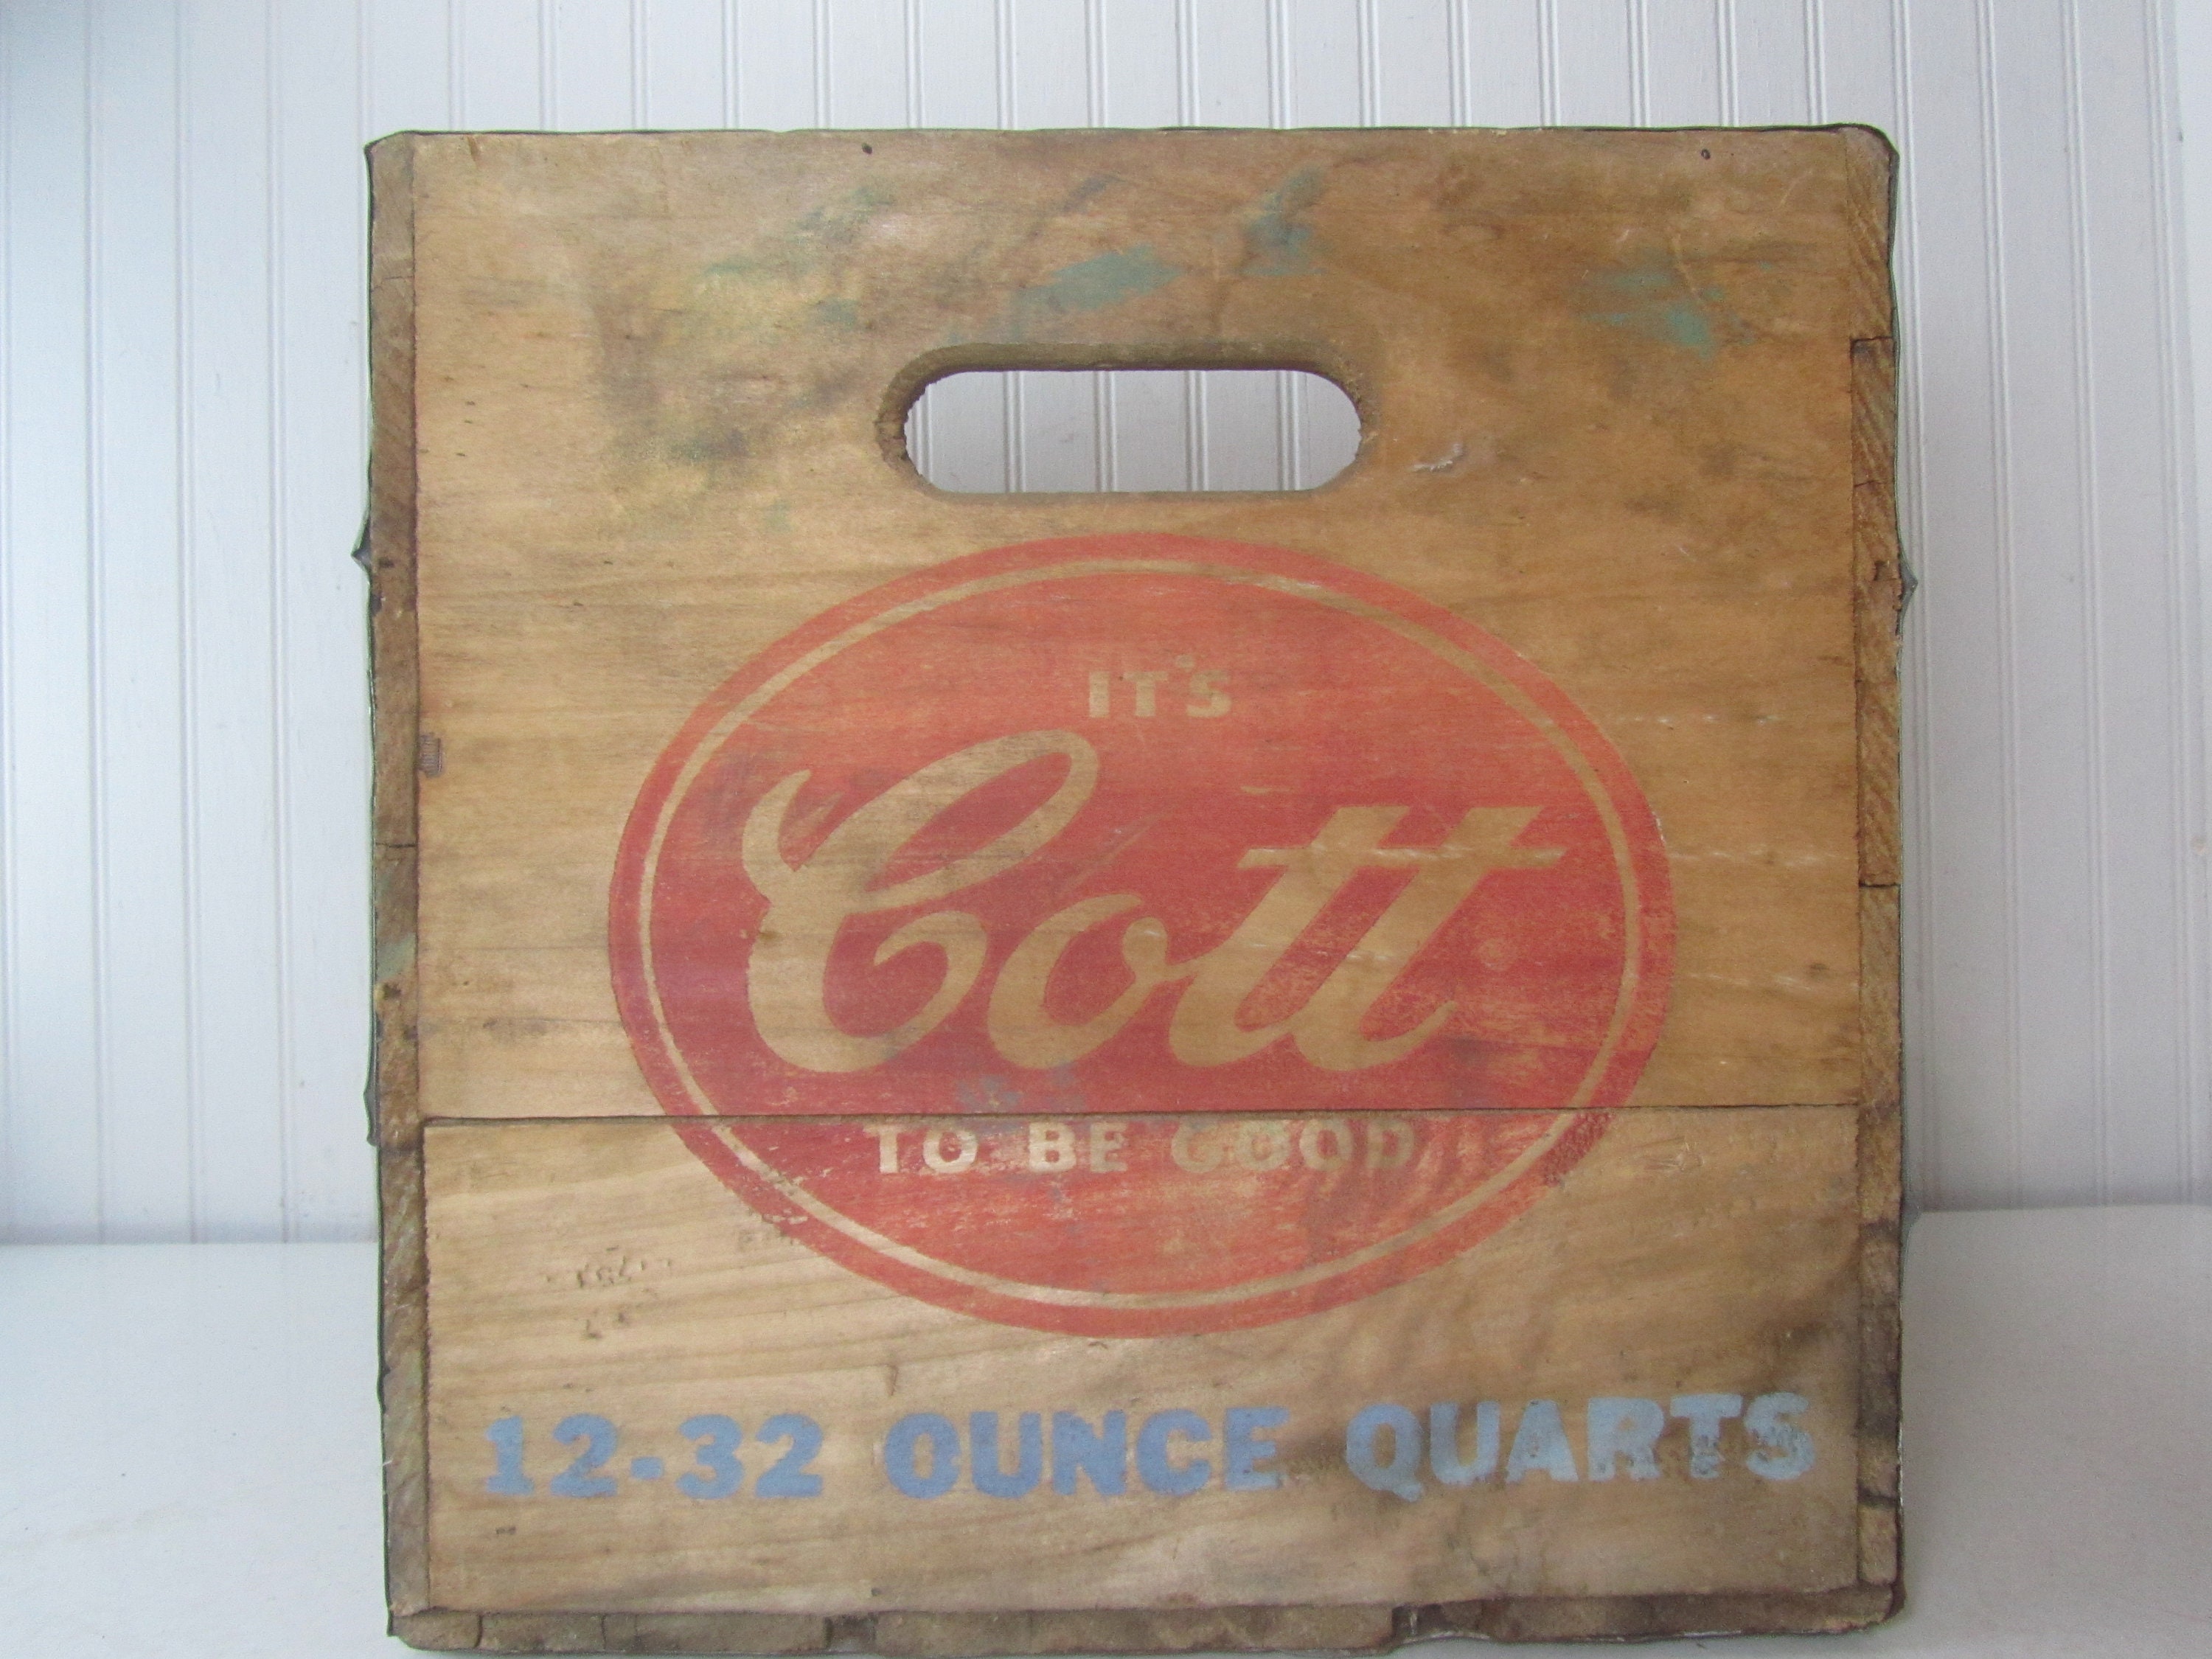 IT'S
Cott
TO BE GOOD
12-32 OUNCE QUARTS